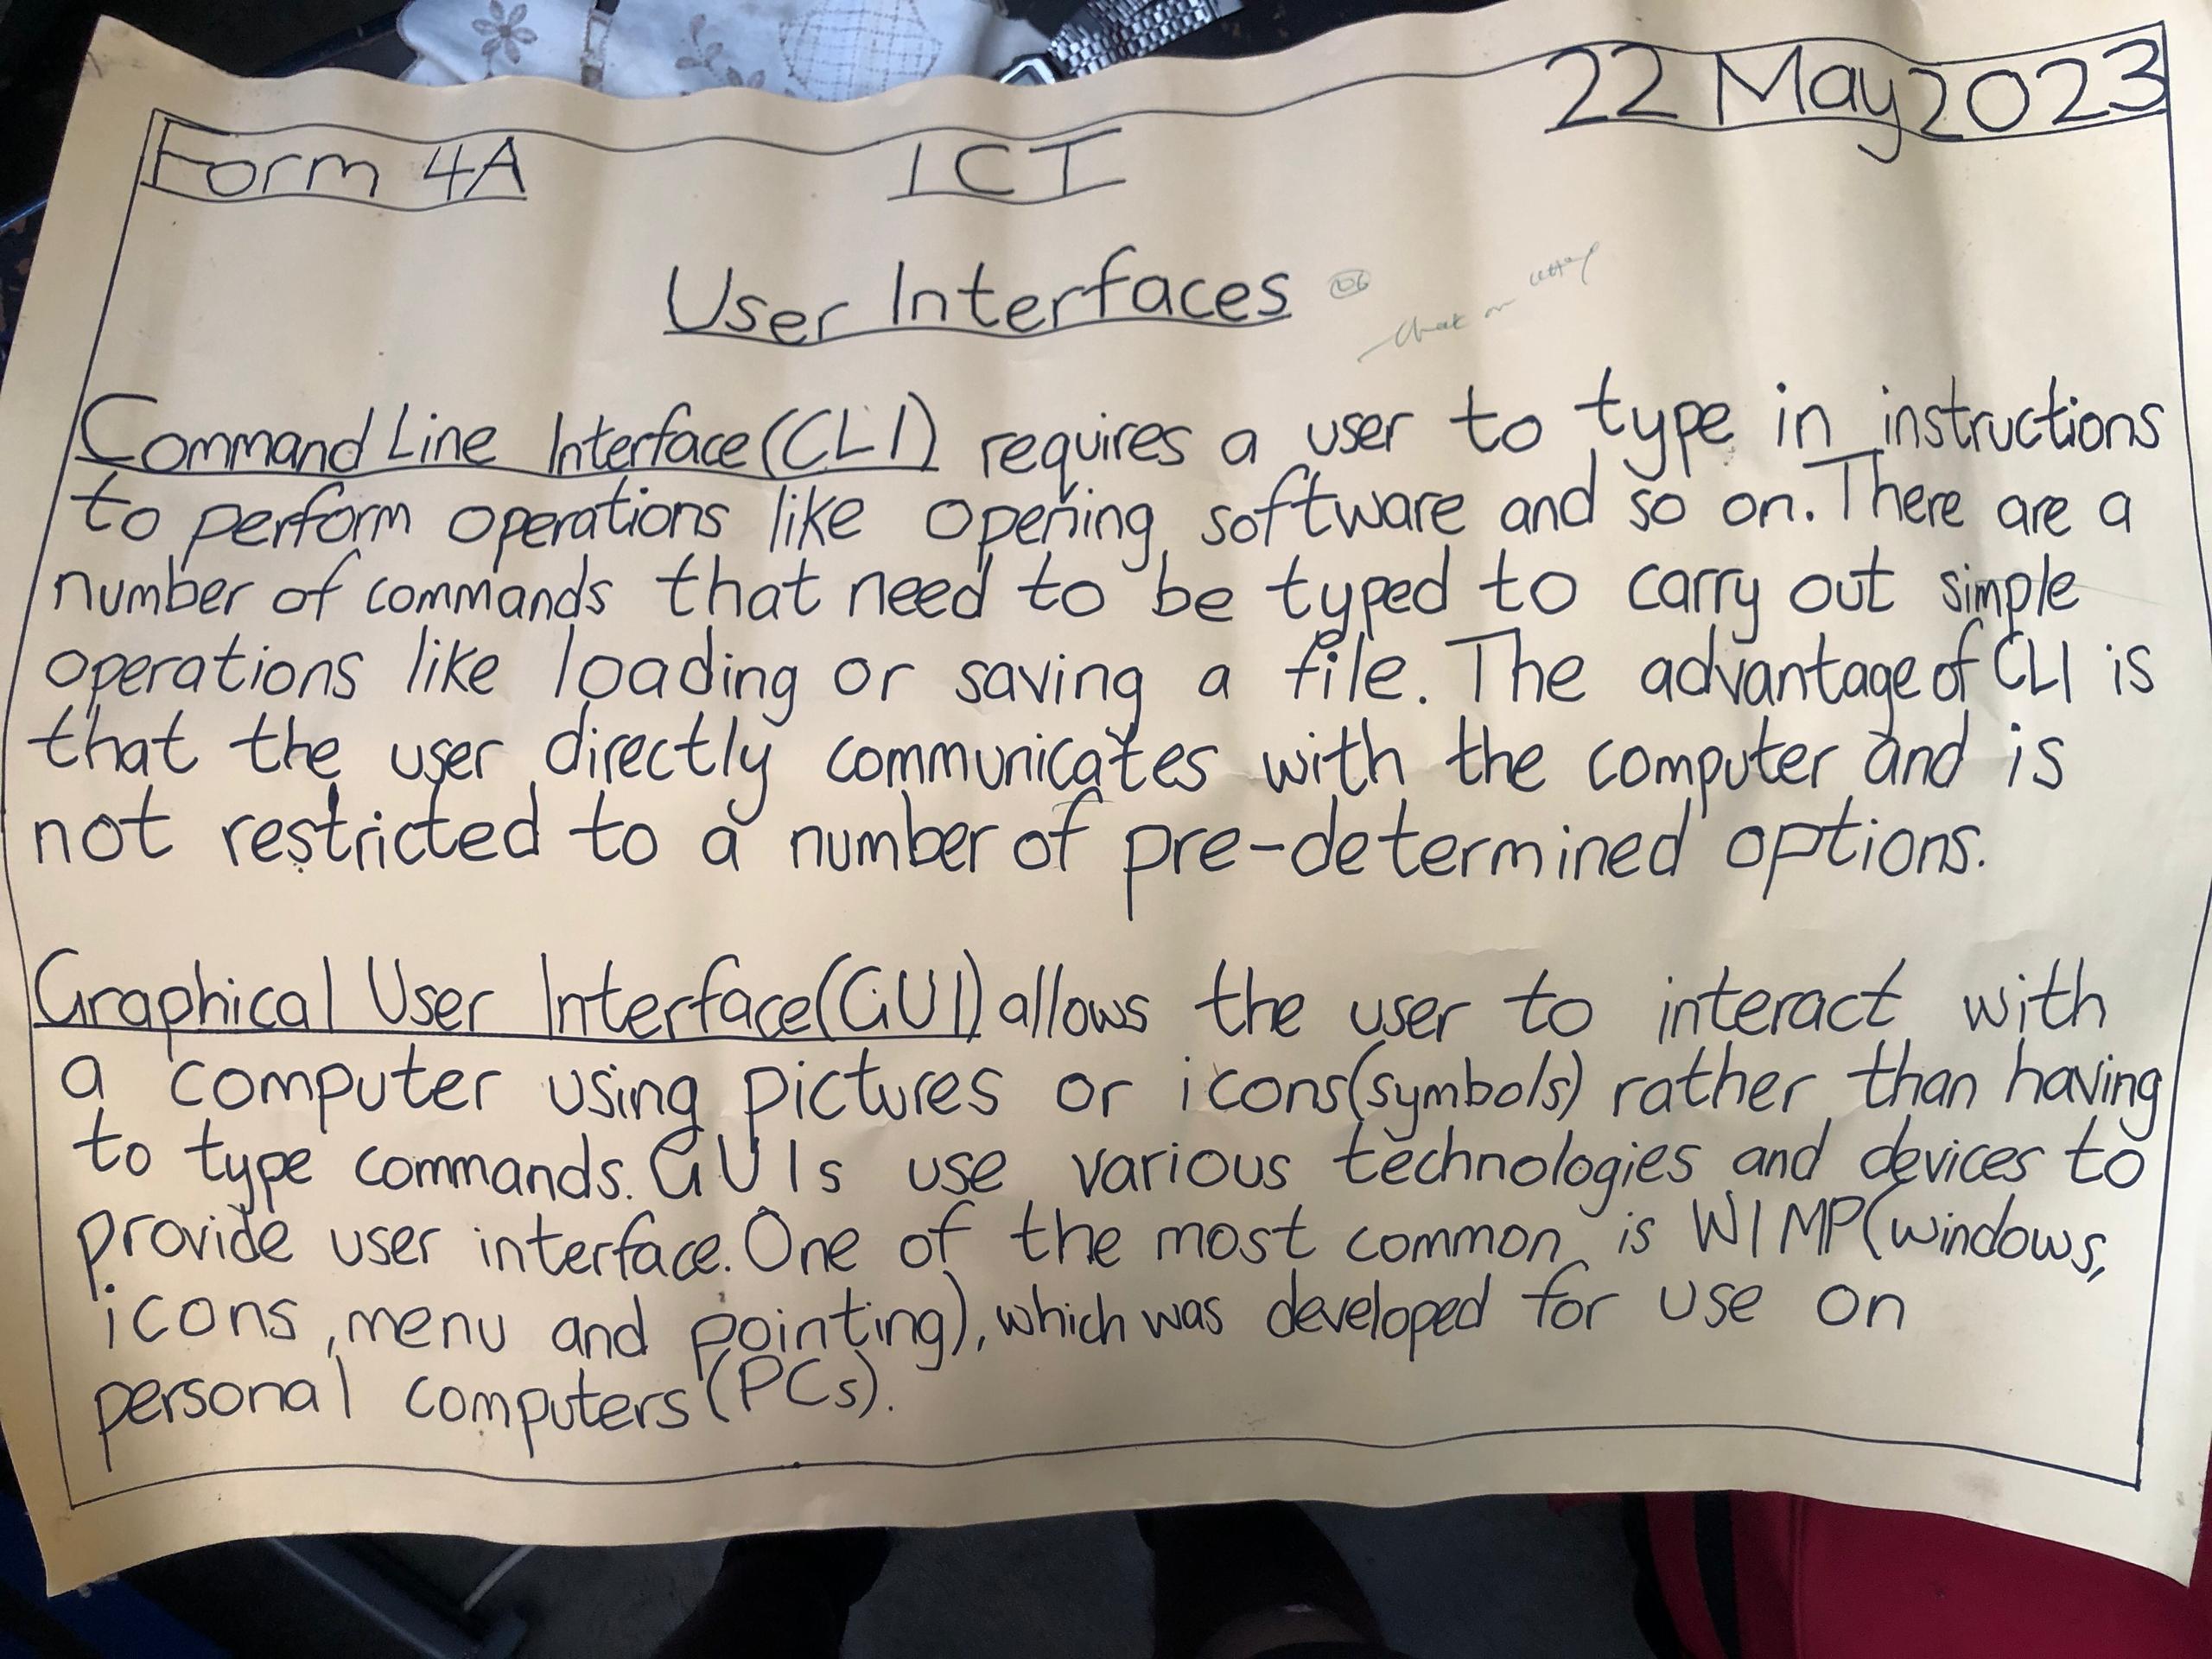 Form 4A ICT 22 May 2023
User Interfaces
Command Line Interface(CLI) requires a user to type in instructions
to perform operations like opening software and so on. There are a
number of commands that need to be typed to carry out simple
operations like loading or saving a file. The advantage of CLI is
that the user directly communicates with the computer and is
not restricted to a number of pre-determined options.
Graphical User Interface(GUI) allows the user to interact with
a computer using pictures or icons(symbols) rather than having
to type commands. GUIs use various technologies and devices to
provide user interface. One of the most common is WIMP(windows,
icons, menu and pointing), which was developed for use on
personal computers (PCs).